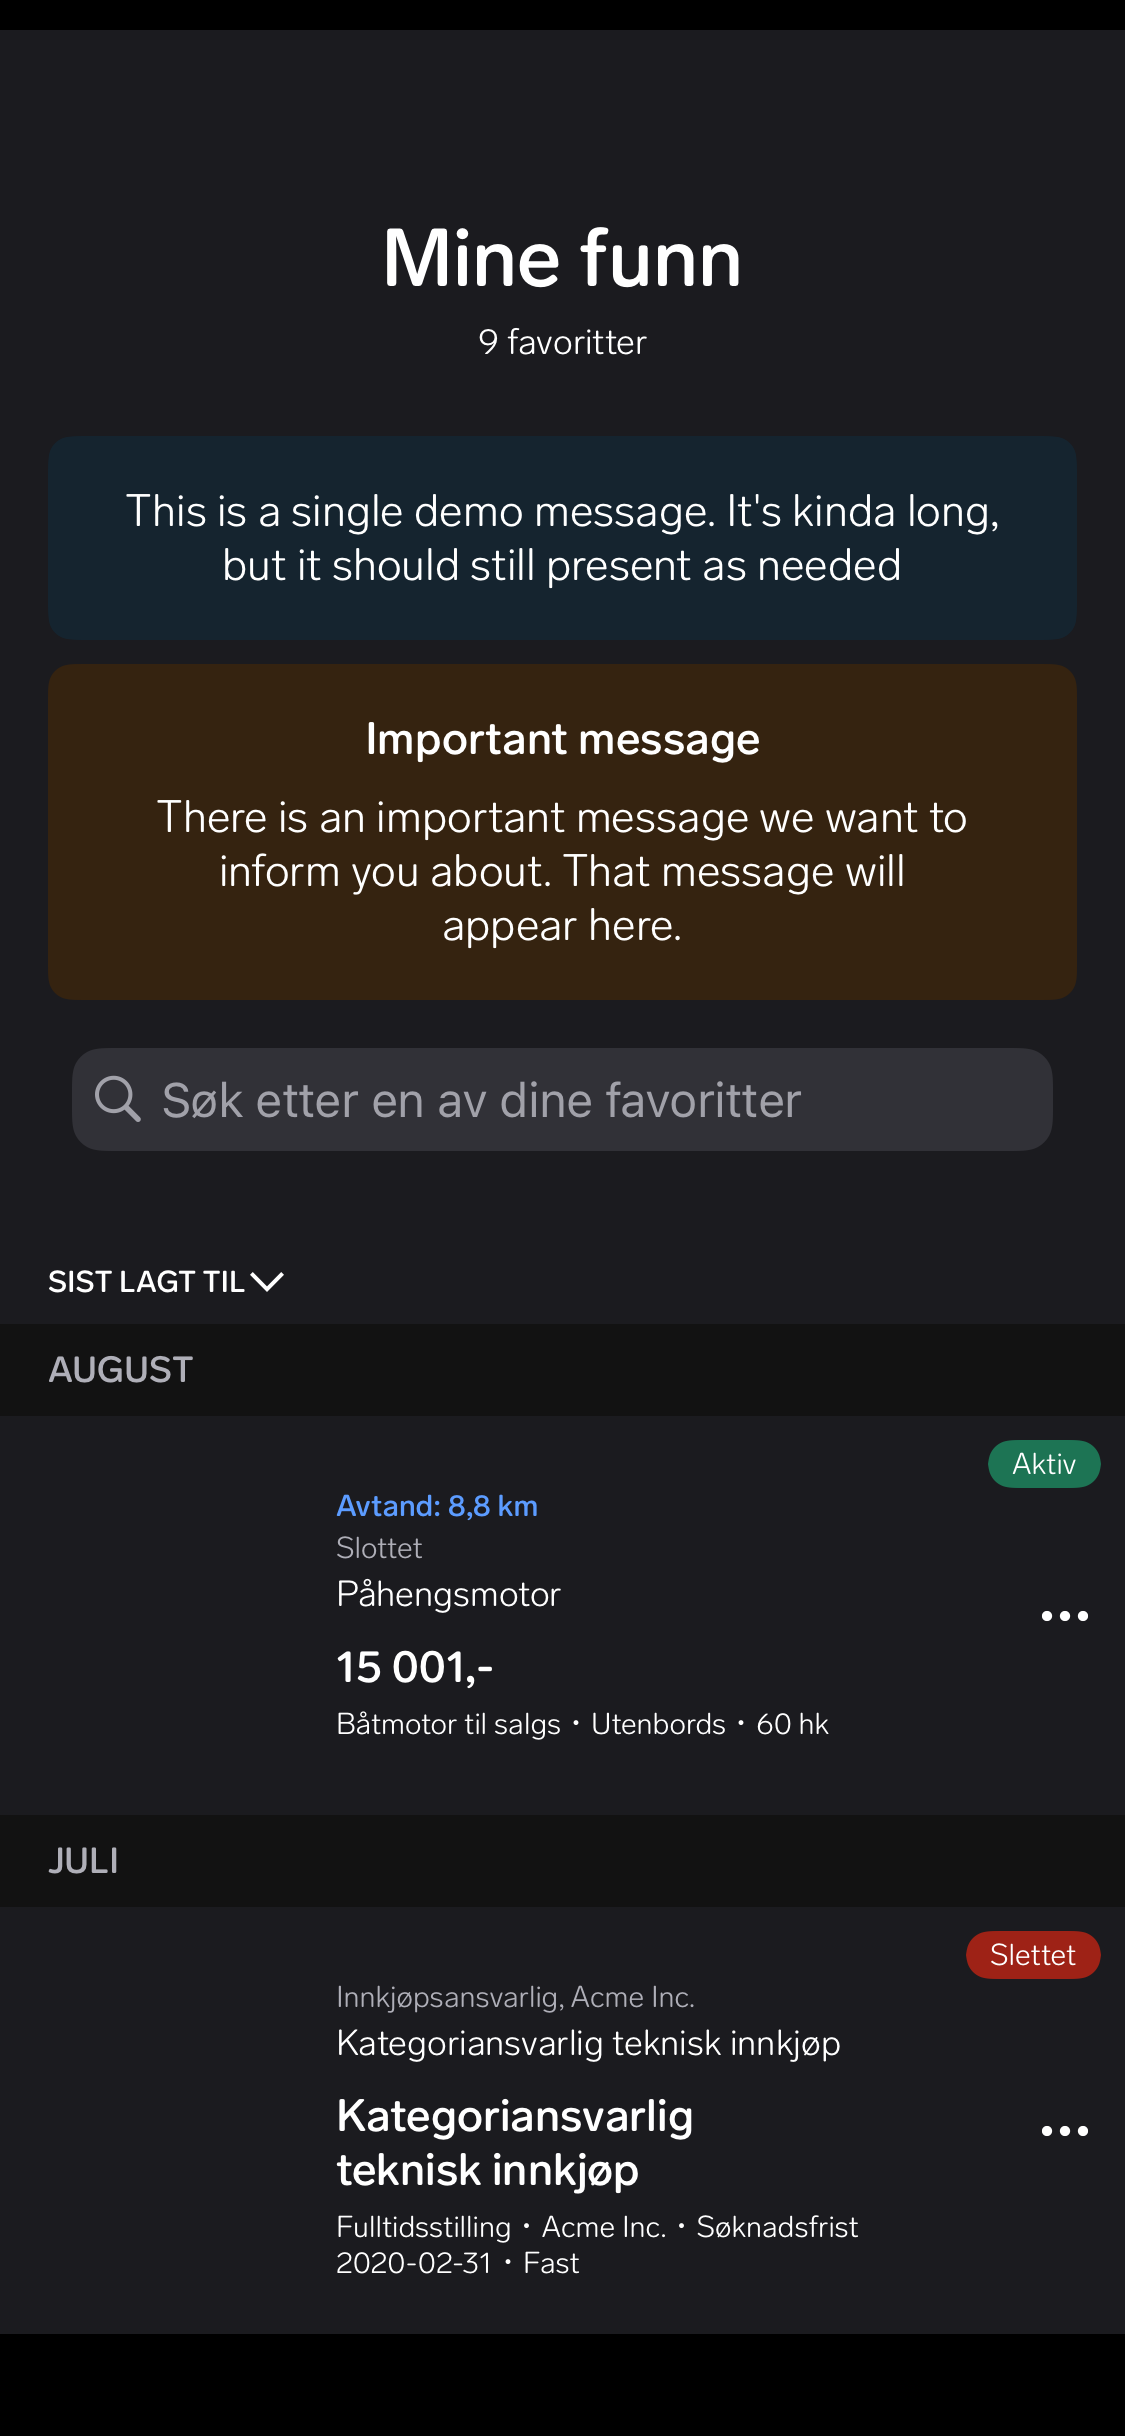 Mine funn
9 favoritter
This is a single demo message. It's kinda long,
but it should still present as needed
Important message
There is an important message we want to
inform you about. That message will
appear here.
Søk etter en av dine favoritter
SIST LAGT TIL
AUGUST
Aktiv
Avtand: 8,8 km
Slottet
Påhengsmotor
15 001,-
Båtmotor til salgs • Utenbords • 60 hk
JULI
Slettet
Innkjøpsansvarlig, Acme Inc.
Kategoriansvarlig teknisk innkjøp
Kategoriansvarlig
teknisk innkjøp
Fulltidsstilling • Acme Inc. • Søknadsfrist
2020-02-31 • Fast